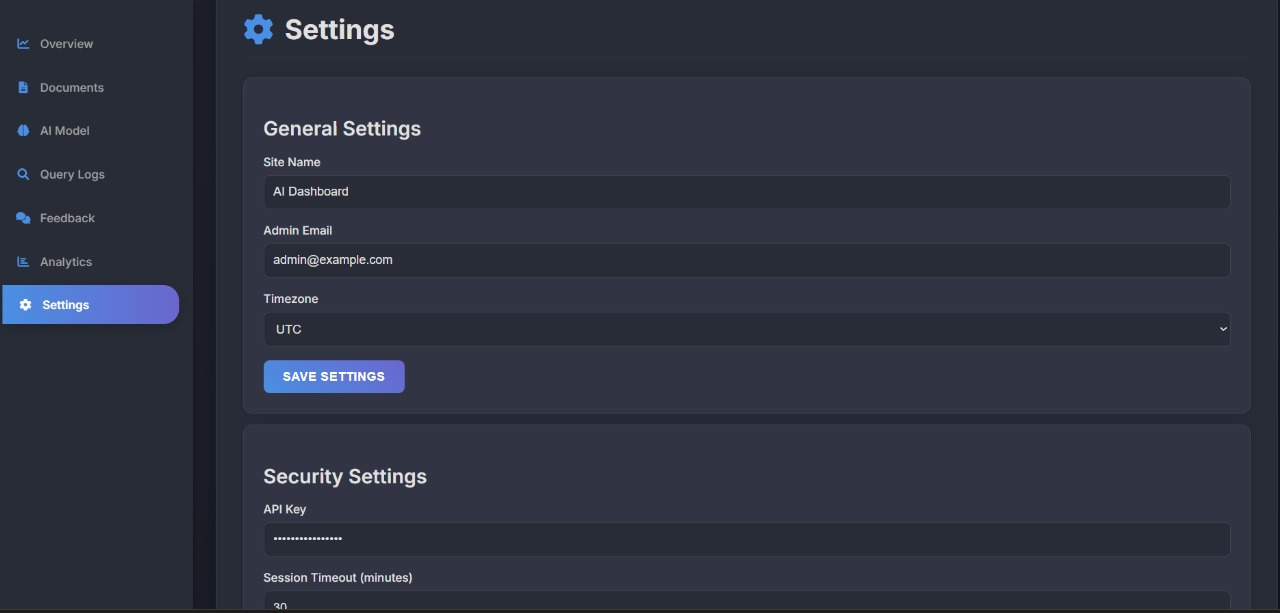 Overview
Documents
AI Model
Query Logs
Feedback
Analytics
Settings
Settings
General Settings
Site Name
AI Dashboard
Admin Email
admin@example.com
Timezone
UTC
SAVE SETTINGS
Security Settings
API Key
••••••••••••••••
Session Timeout (minutes)
30